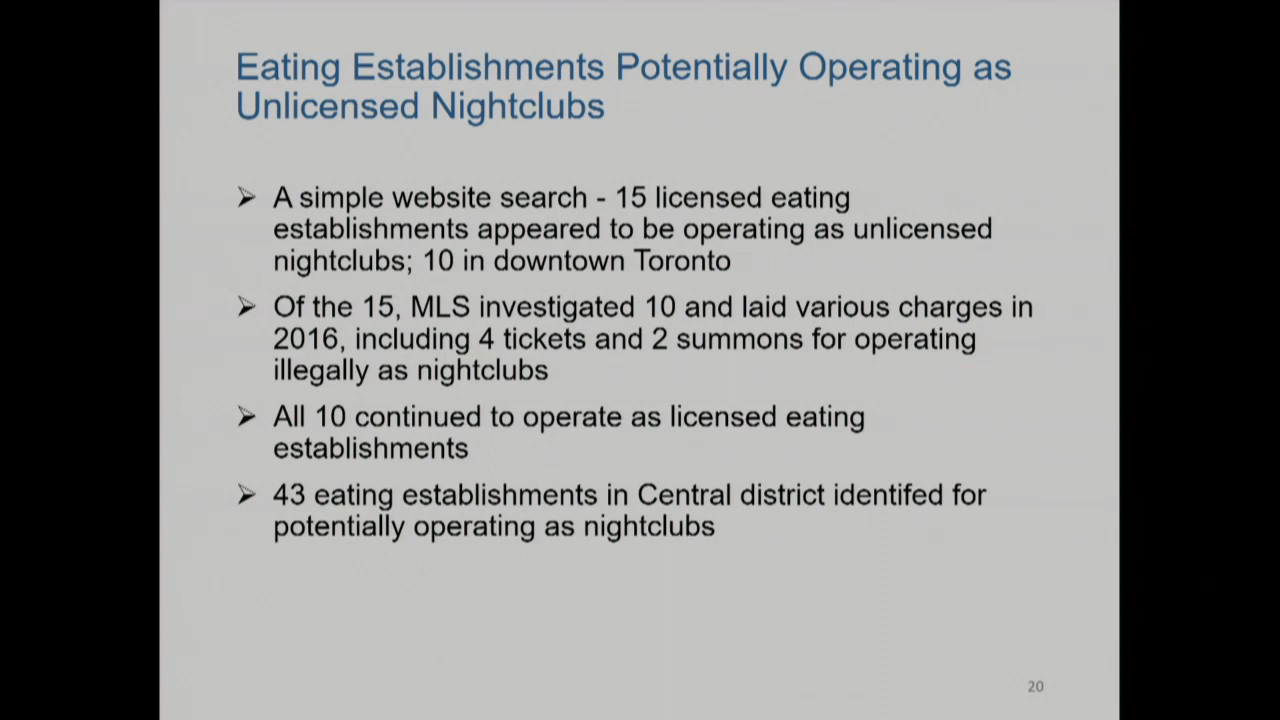 Eating Establishments Potentially Operating as
Unlicensed Nightclubs
➢ A simple website search - 15 licensed eating
establishments appeared to be operating as unlicensed
nightclubs; 10 in downtown Toronto
➢ Of the 15, MLS investigated 10 and laid various charges in
2016, including 4 tickets and 2 summons for operating
illegally as nightclubs
➢ All 10 continued to operate as licensed eating
establishments
➢ 43 eating establishments in Central district identifed for
potentially operating as nightclubs
20